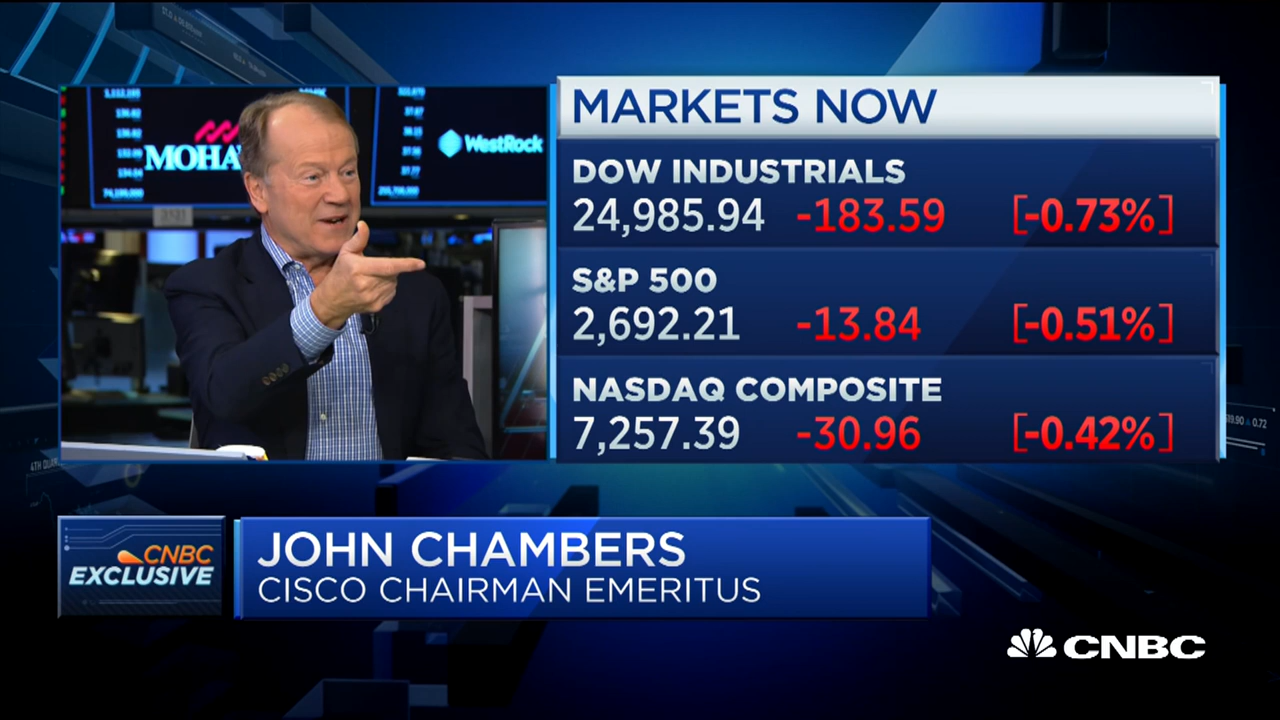 MARKETS NOW
DOW INDUSTRIALS
24,985.94 -183.59 [-0.73%]
S&P 500
2,692.21 -13.84 [-0.51%]
NASDAQ COMPOSITE
7,257.39 -30.96 [-0.42%]
WestRock
CNBC
EXCLUSIVE
JOHN CHAMBERS
CISCO CHAIRMAN EMERITUS
CNBC